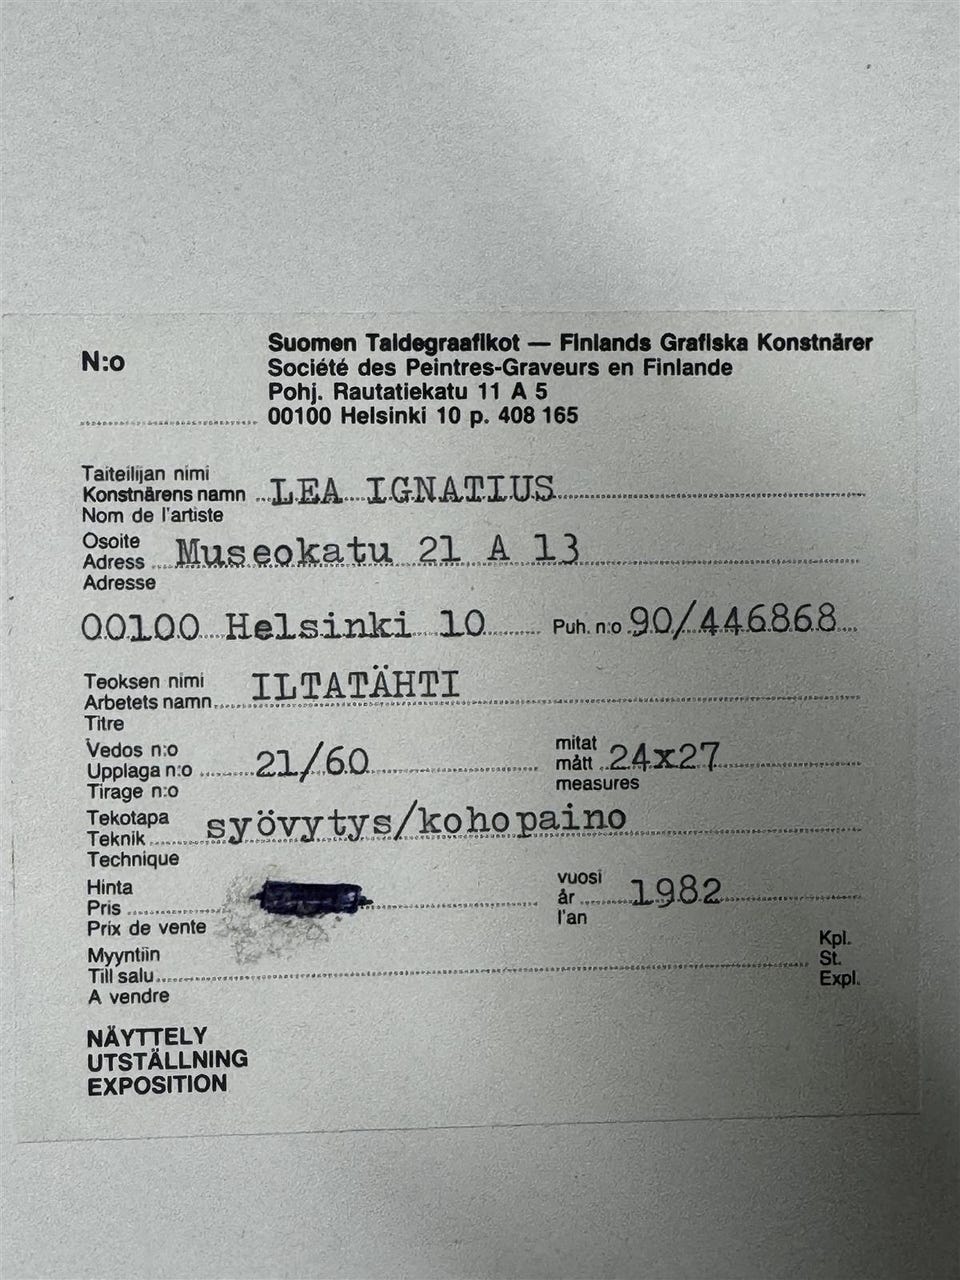 Suomen Taidegraafikot — Finlands Grafiska Konstnärer
N:o
Société des Peintres-Graveurs en Finlande
Pohj. Rautatiekatu 11 A 5
00100 Helsinki 10 p. 408 165
Taiteilijan nimi
Konstnärens namn LEA IGNATIUS
Nom de l'artiste
Osoite
Adress Museokatu 21 A 13
Adresse
00100 Helsinki 10 Puh. n:o 90/446868
Teoksen nimi
Arbetets namn ILTATÄHTI
Titre
Vedos n:o mitat
Upplaga n:o 21/60 mått 24x27
Tirage n:o measures
Tekotapa
Teknik syövytys/kohopaino
Technique
Hinta vuosi
Pris år 1982
Prix de vente l'an
Myyntiin Kpl.
Till salu St.
A vendre Expl.
NÄYTTELY
UTSTÄLLNING
EXPOSITION